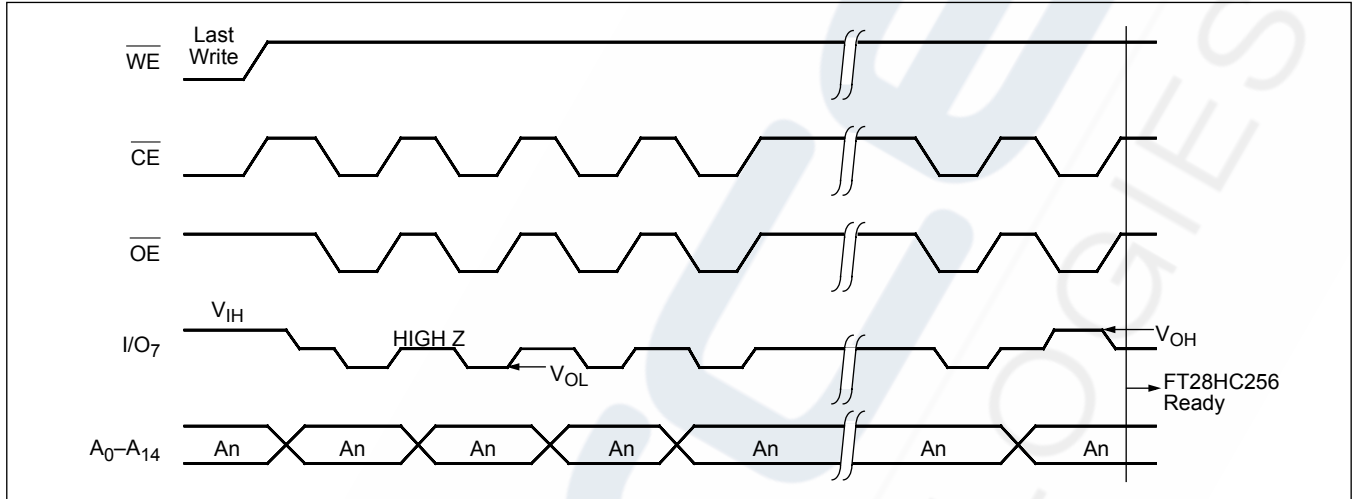 Last
Write
WE
CE
OE
VIH
I/O7
HIGH Z
VOL
VOH
FT28HC256
Ready
A0–A14
An An An An An An An
OGIES